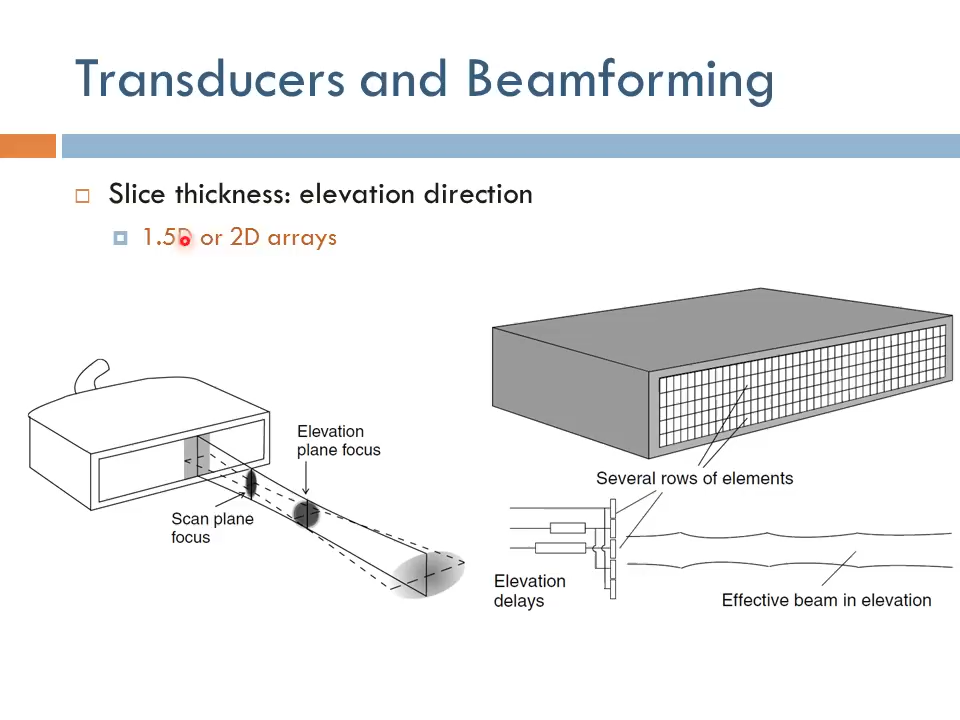 Transducers and Beamforming
Slice thickness: elevation direction
1.5D or 2D arrays
Elevation
plane focus
Scan plane
focus
Several rows of elements
Elevation
delays
Effective beam in elevation